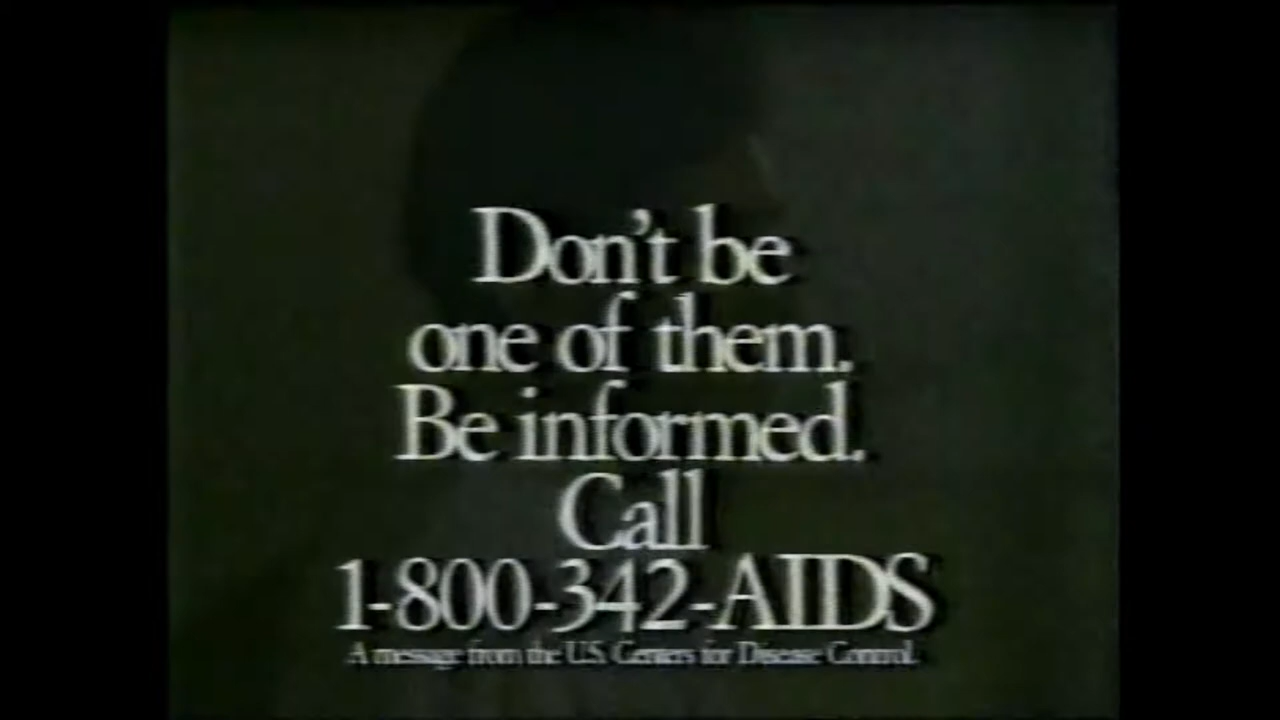 Don't be
one of them.
Be informed.
Call
1-800-342-AIDS
A message from the U.S. Centers for Disease Control.